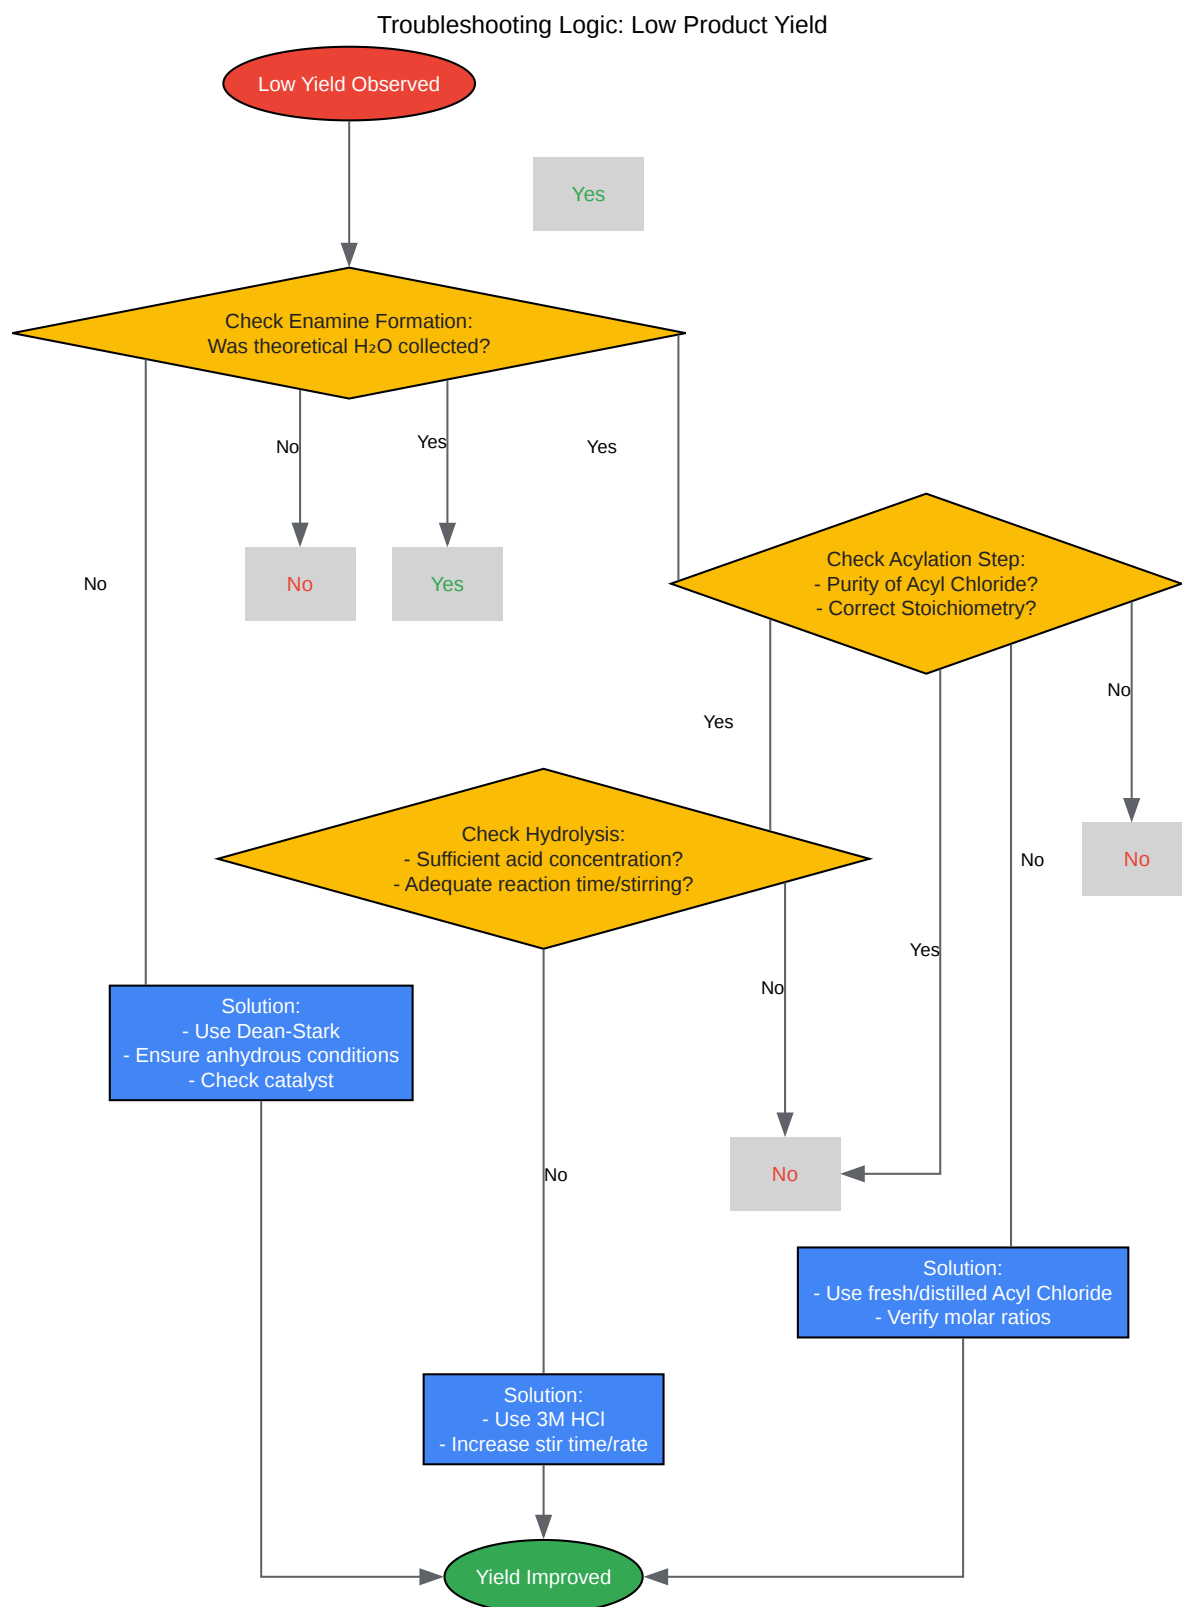 Troubleshooting Logic: Low Product Yield
Low Yield Observed
Yes
Check Enamine Formation:
Was theoretical H₂O collected?
No
Yes
Yes
No
No
Yes
Check Acylation Step:
- Purity of Acyl Chloride?
- Correct Stoichiometry?
No
Yes
Check Hydrolysis:
- Sufficient acid concentration?
- Adequate reaction time/stirring?
No
No
Yes
No
Solution:
- Use Dean-Stark
- Ensure anhydrous conditions
- Check catalyst
No
No
Solution:
- Use fresh/distilled Acyl Chloride
- Verify molar ratios
Solution:
- Use 3M HCl
- Increase stir time/rate
Yield Improved